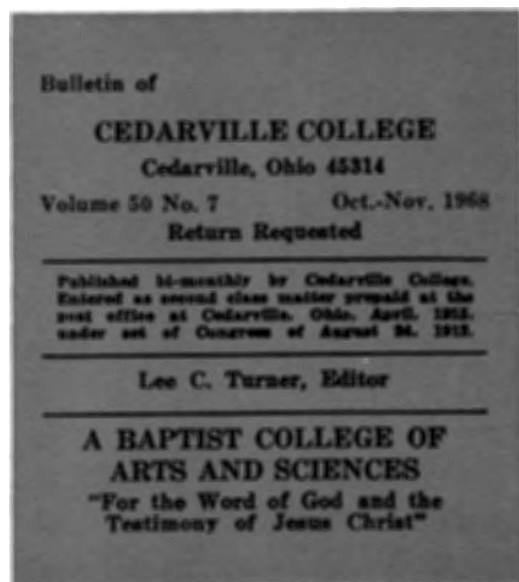 Bulletin of
CEDARVILLE COLLEGE
Cedarville, Ohio 45314
Volume 50 No. 7 Oct.-Nov. 1968
Return Requested
Published bi-monthly by Cedarville College.
Entered as second class matter prepaid at the
post office at Cedarville, Ohio, April,
under act of Congress of August
Lee C. Turner, Editor
A BAPTIST COLLEGE OF
ARTS AND SCIENCES
"For the Word of God and the
Testimony of Jesus Christ"